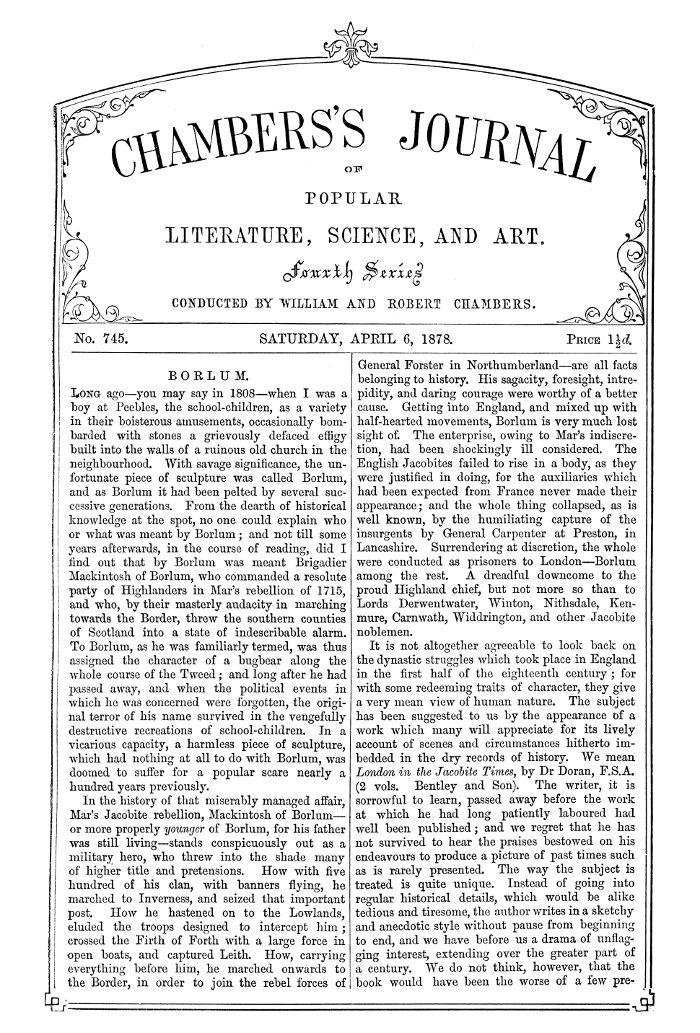 CHAMBERS'S JOURNAL
OF
POPULAR
LITERATURE, SCIENCE, AND ART.
Fourth Series
CONDUCTED BY WILLIAM AND ROBERT CHAMBERS.
No. 745.
SATURDAY, APRIL 6, 1878.
PRICE 1½d.
BORLUM.
LONG ago—you may say in 1808—when I was a
boy at Peebles, the school-children, as a variety
in their boisterous amusements, occasionally bom-
barded with stones a grievously defaced effigy
built into the walls of a ruinous old church in the
neighbourhood. With savage significance, the un-
fortunate piece of sculpture was called Borlum,
and as Borlum it had been pelted by several suc-
cessive generations. From the dearth of historical
knowledge at the spot, no one could explain who
or what was meant by Borlum; and not till some
years afterwards, in the course of reading, did I
find out that by Borlum was meant Brigadier
Mackintosh of Borlum, who commanded a resolute
party of Highlanders in Mar's rebellion of 1715,
and who, by their masterly audacity in marching
towards the Border, threw the southern counties
of Scotland into a state of indescribable alarm.
To Borlum, as he was familiarly termed, was thus
assigned the character of a bugbear along the
whole course of the Tweed; and long after he had
passed away, and when the political events in
which he was concerned were forgotten, the origi-
nal terror of his name survived in the vengefully
destructive recreations of school-children. In a
vicarious capacity, a harmless piece of sculpture,
which had nothing at all to do with Borlum, was
doomed to suffer for a popular scare nearly a
hundred years previously.
In the history of that miserably managed affair,
Mar's Jacobite rebellion, Mackintosh of Borlum—
or more properly younger of Borlum, for his father
was still living—stands conspicuously out as a
military hero, who threw into the shade many
of higher title and pretensions. How with five
hundred of his clan, with banners flying, he
marched to Inverness, and seized that important
post. How he hastened on to the Lowlands,
eluded the troops designed to intercept him;
crossed the Firth of Forth with a large force in
open boats, and captured Leith. How, carrying
everything before him, he marched onwards to
the Border, in order to join the rebel forces of
General Forster in Northumberland—are all facts
belonging to history. His sagacity, foresight, intre-
pidity, and daring courage were worthy of a better
cause. Getting into England, and mixed up with
half-hearted movements, Borlum is very much lost
sight of. The enterprise, owing to Mar's indiscre-
tion, had been shockingly ill considered. The
English Jacobites failed to rise in a body, as they
were justified in doing, for the auxiliaries which
had been expected from France never made their
appearance; and the whole thing collapsed, as is
well known, by the humiliating capture of the
insurgents by General Carpenter at Preston, in
Lancashire. Surrendering at discretion, the whole
were conducted as prisoners to London—Borlum
among the rest. A dreadful downcome to the
proud Highland chief, but not more so than to
Lords Derwentwater, Winton, Nithsdale, Ken-
mure, Carnwath, Widdrington, and other Jacobite
noblemen.
It is not altogether agreeable to look back on
the dynastic struggles which took place in England
in the first half of the eighteenth century; for
with some redeeming traits of character, they give
a very mean view of human nature. The subject
has been suggested to us by the appearance of a
work which many will appreciate for its lively
account of scenes and circumstances hitherto im-
bedded in the dry records of history. We mean
London in the Jacobite Times, by Dr Doran, F.S.A.
(2 vols. Bentley and Son). The writer, it is
sorrowful to learn, passed away before the work
at which he had long patiently laboured had
well been published; and we regret that he has
not survived to hear the praises bestowed on his
endeavours to produce a picture of past times such
as is rarely presented. The way the subject is
treated is quite unique. Instead of going into
regular historical details, which would be alike
tedious and tiresome, the author writes in a sketchy
and anecdotic style without pause from beginning
to end, and we have before us a drama of unflag-
ging interest, extending over the greater part of
a century. We do not think, however, that the
book would have been the worse of a few pre-